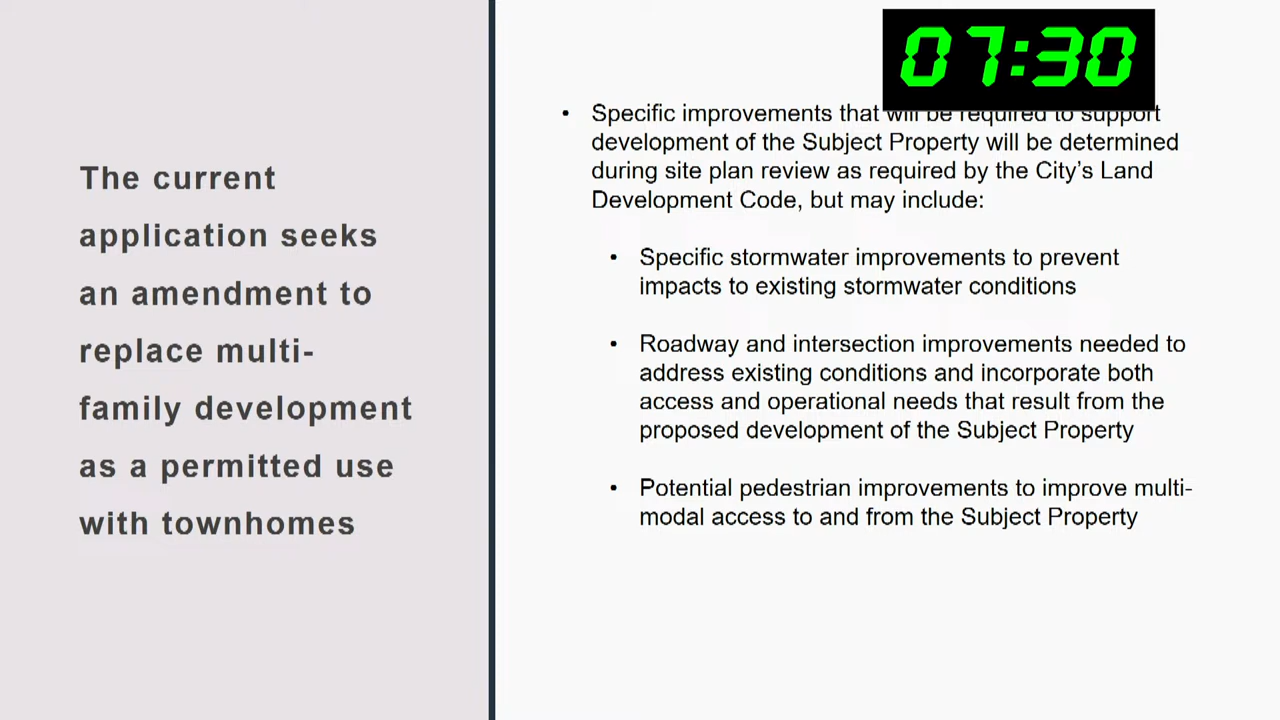 07:30
The current
application seeks
an amendment to
replace multi-
family development
as a permitted use
with townhomes
• Specific improvements that will be required to support
development of the Subject Property will be determined
during site plan review as required by the City's Land
Development Code, but may include:
• Specific stormwater improvements to prevent
impacts to existing stormwater conditions
• Roadway and intersection improvements needed to
address existing conditions and incorporate both
access and operational needs that result from the
proposed development of the Subject Property
• Potential pedestrian improvements to improve multi-
modal access to and from the Subject Property